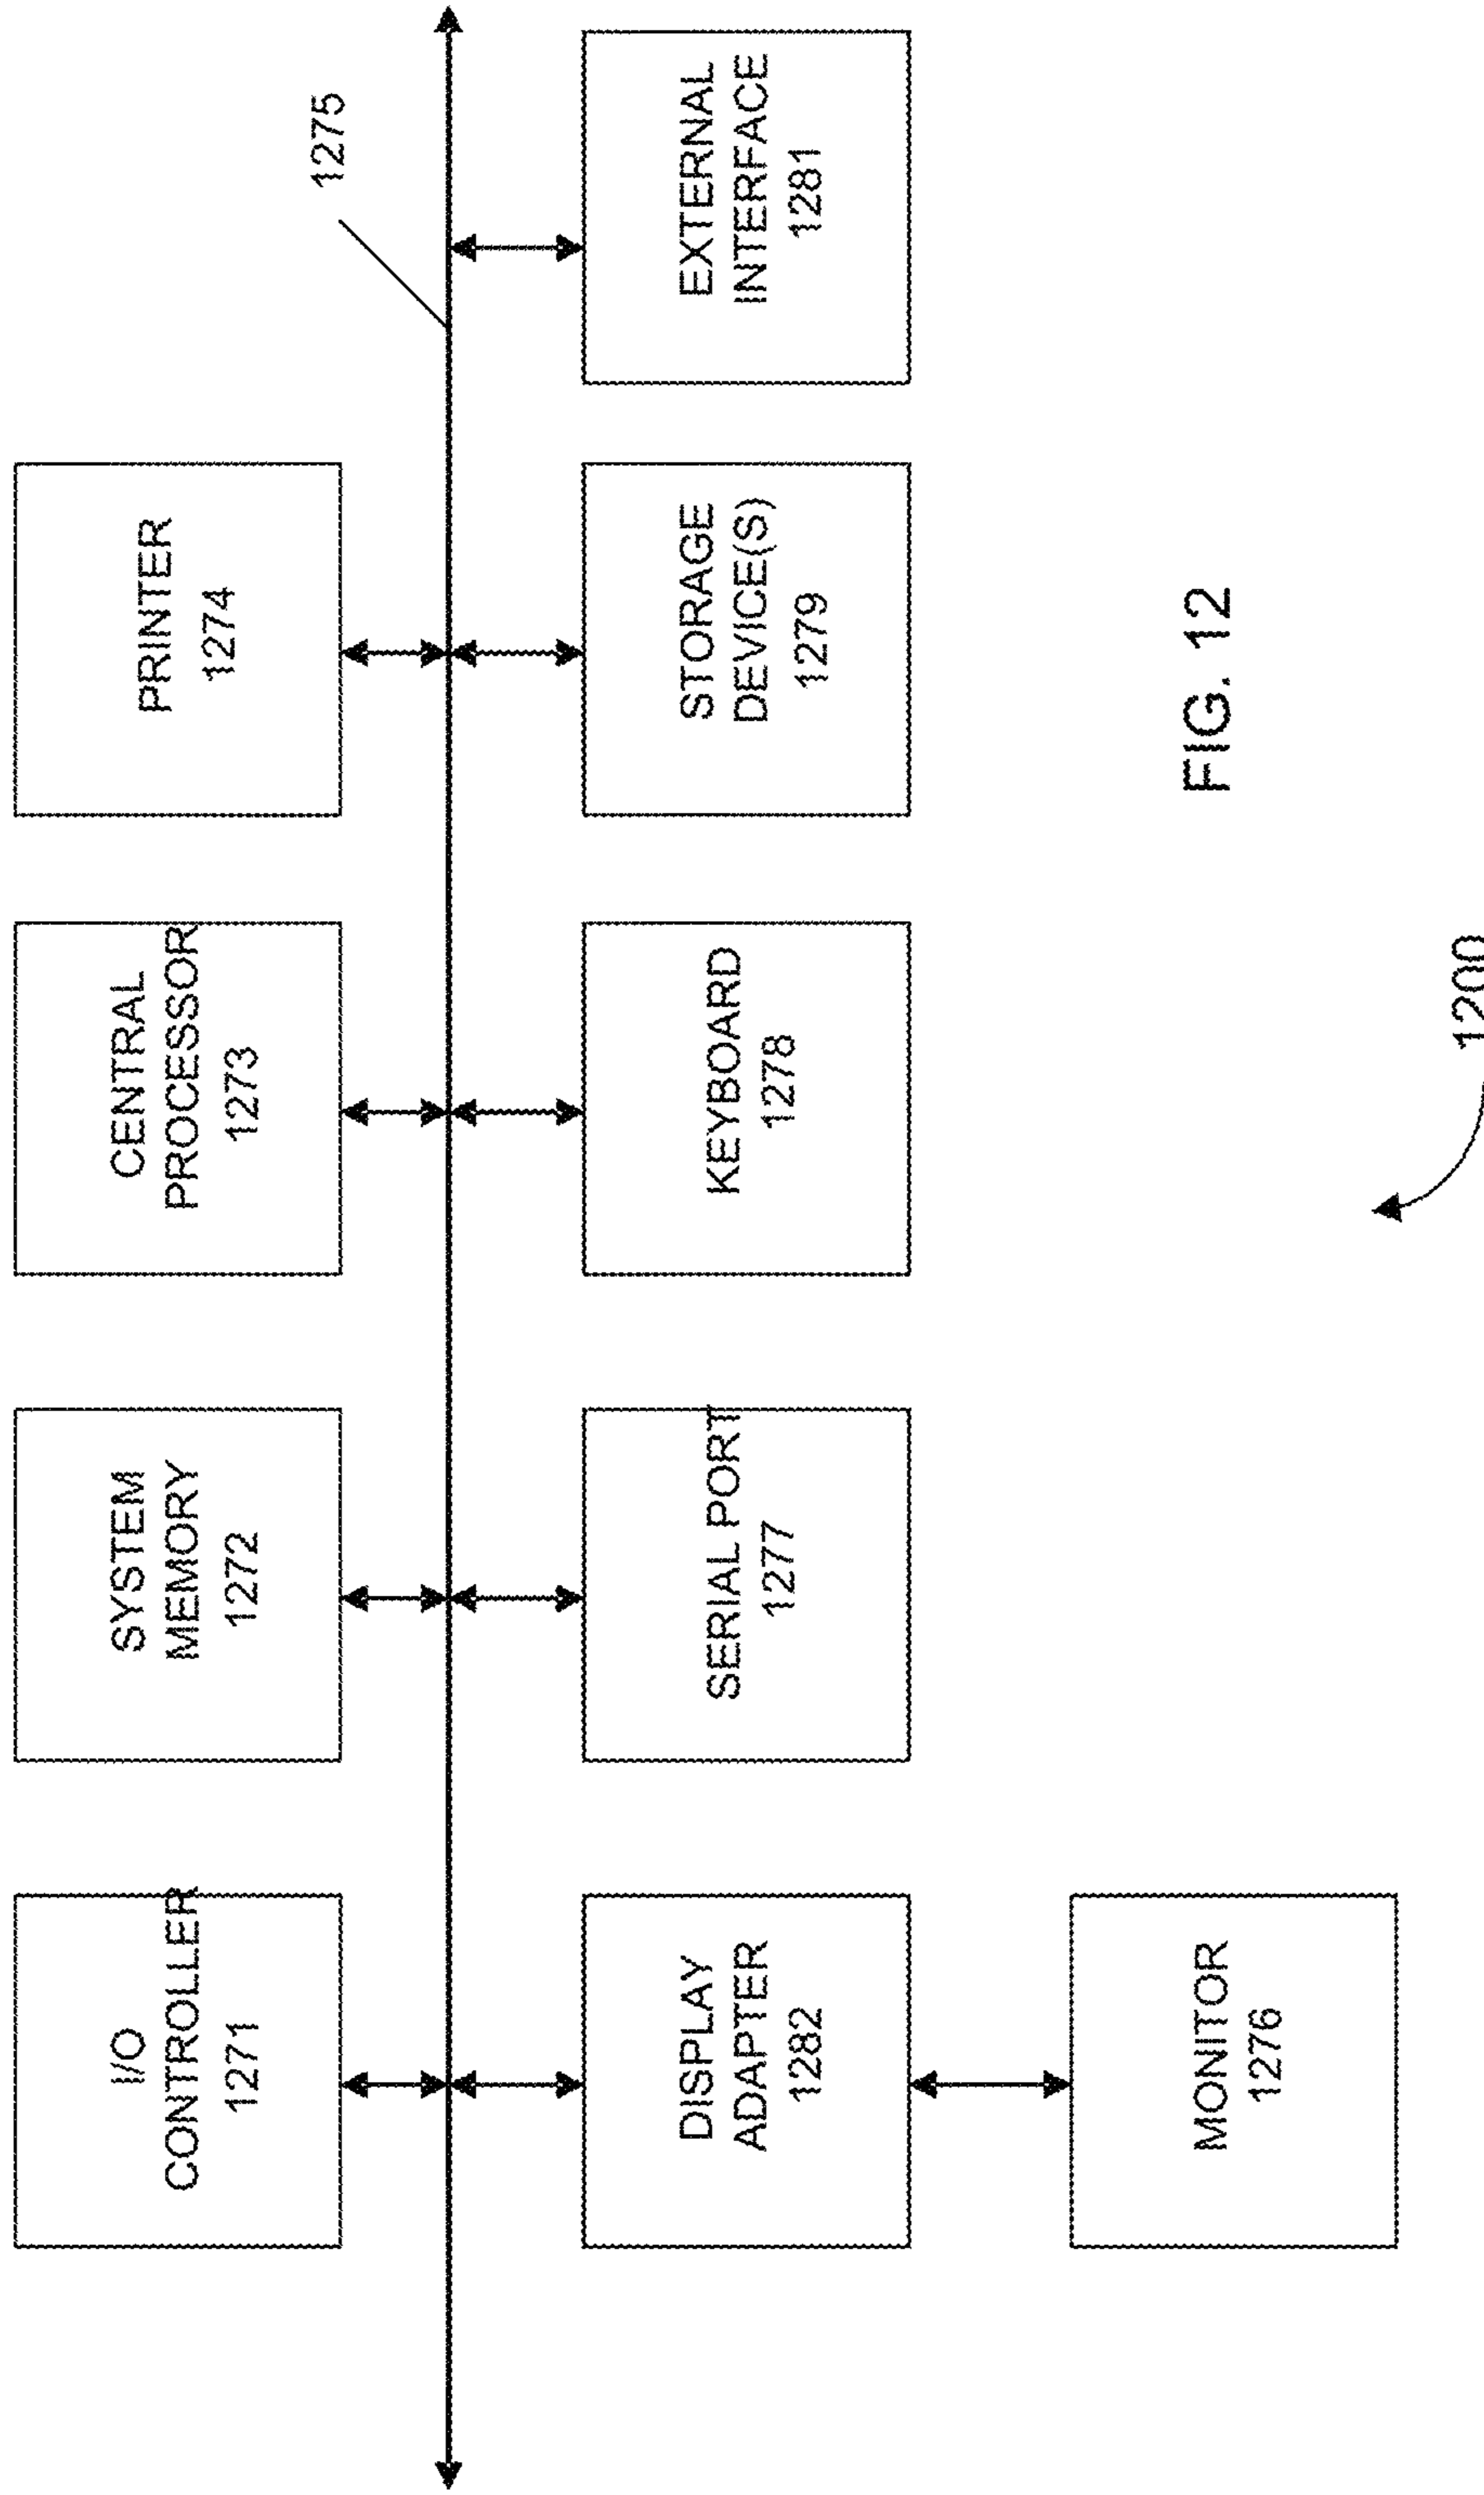 I/O
CONTROLLER
1271
SYSTEM
MEMORY
1272
CENTRAL
PROCESSOR
1273
PRINTER
1274
1275
DISPLAY
ADAPTER
1282
SERIAL PORT
1277
KEYBOARD
1278
STORAGE
DEVICE(S)
1279
EXTERNAL
INTERFACE
1281
MONITOR
1276
FIG. 12
1200